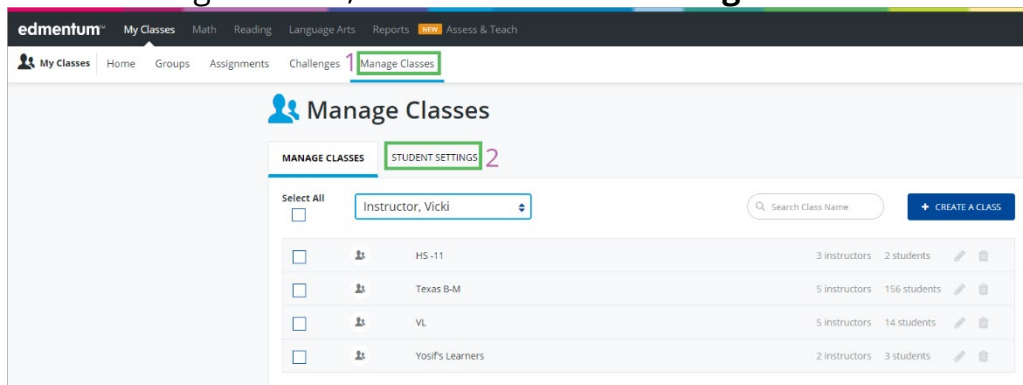 edmentum™ My Classes Math Reading Language Arts Reports NEW Assess & Teach
My Classes Home Groups Assignments Challenges 1 Manage Classes
Manage Classes
MANAGE CLASSES STUDENT SETTINGS 2
Select All Instructor, Vicki Search Class Name + CREATE A CLASS
HS -11 3 instructors 2 students
Texas B-M 5 instructors 156 students
VL 5 instructors 14 students
Yosif's Learners 2 instructors 3 students